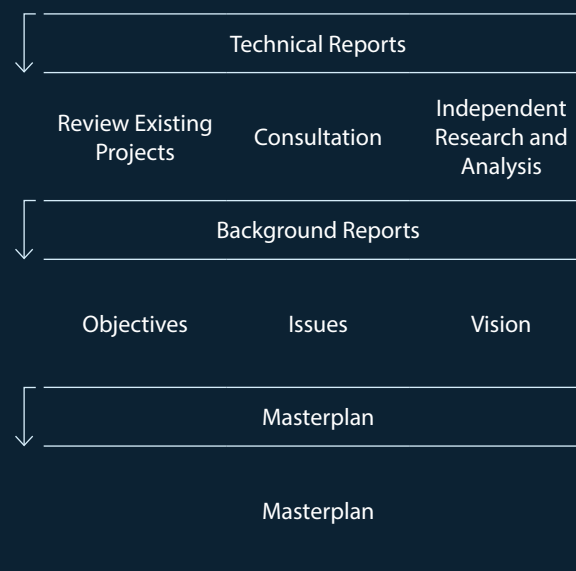 Technical Reports
Review Existing
Projects
Consultation
Independent
Research and
Analysis
Background Reports
Objectives
Issues
Vision
Masterplan
Masterplan